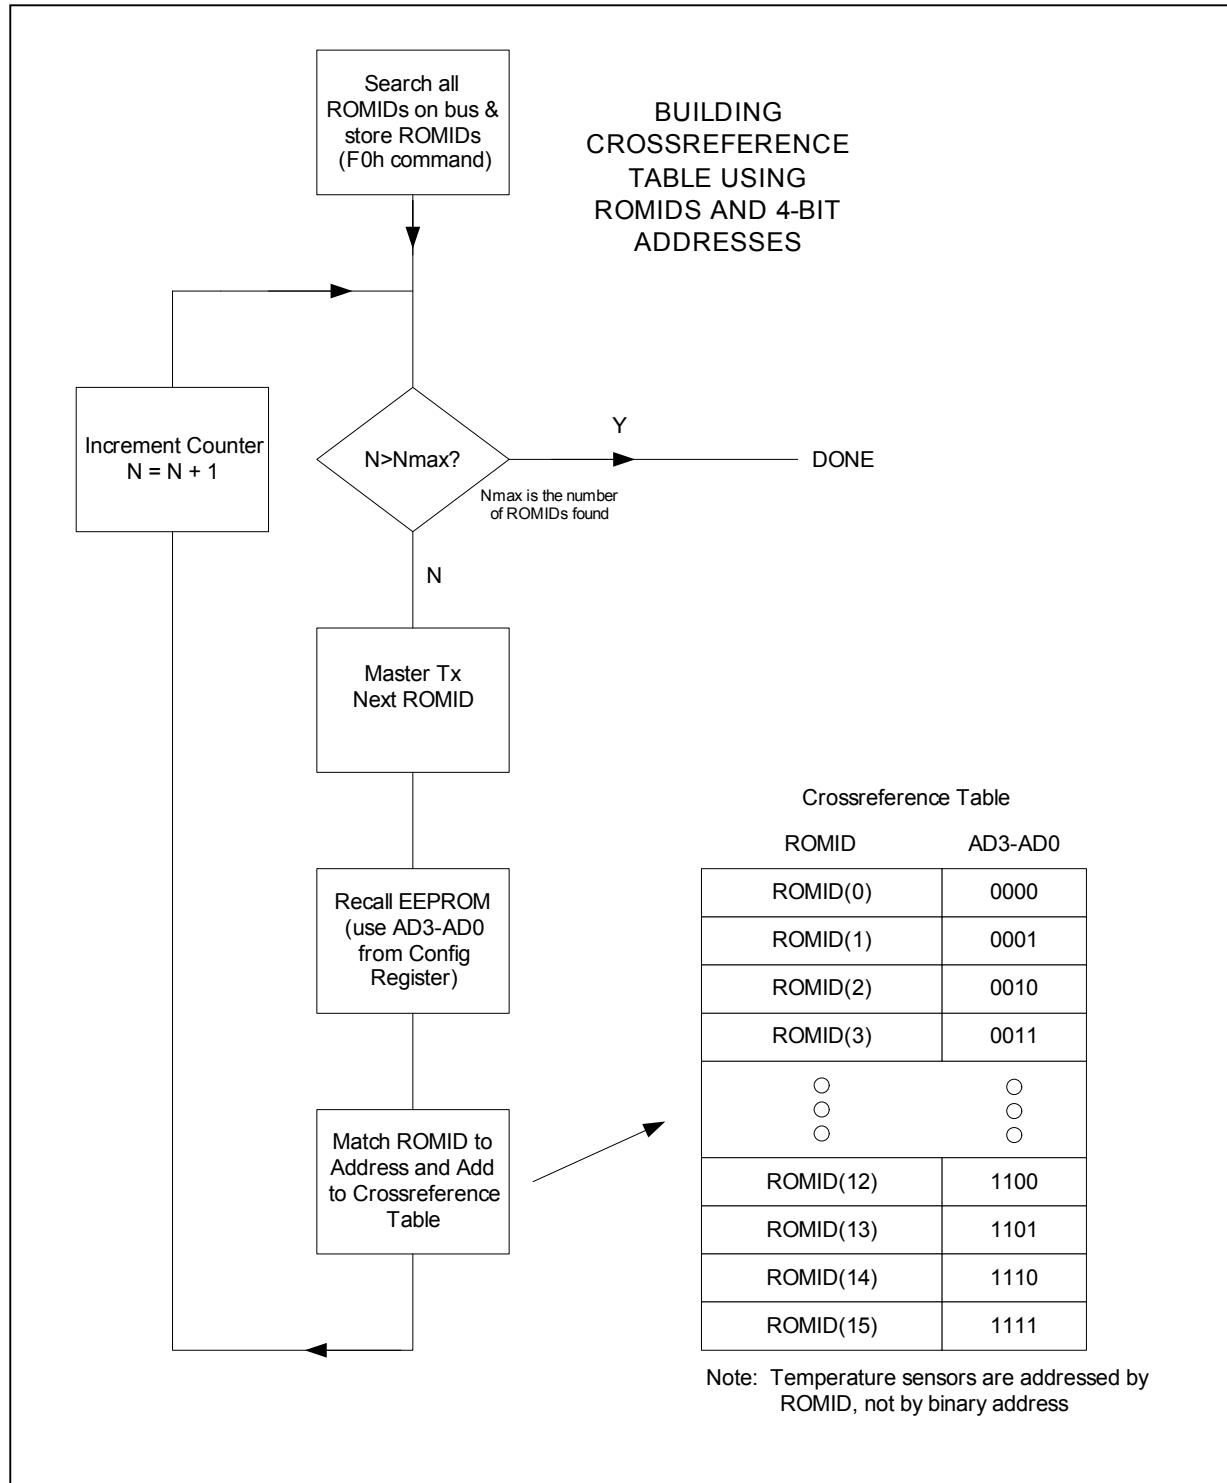 Search all
ROMIDs on bus &
store ROMIDs
(F0h command)
BUILDING
CROSSREFERENCE
TABLE USING
ROMIDS AND 4-BIT
ADDRESSES
Increment Counter
N = N + 1
N>Nmax?
Y
DONE
Nmax is the number
of ROMIDs found
N
Master Tx
Next ROMID
Recall EEPROM
(use AD3-AD0
from Config
Register)
Match ROMID to
Address and Add
to Crossreference
Table
Crossreference Table
ROMID AD3-AD0
ROMID(0) 0000
ROMID(1) 0001
ROMID(2) 0010
ROMID(3) 0011
ROMID(12) 1100
ROMID(13) 1101
ROMID(14) 1110
ROMID(15) 1111
Note: Temperature sensors are addressed by
ROMID, not by binary address